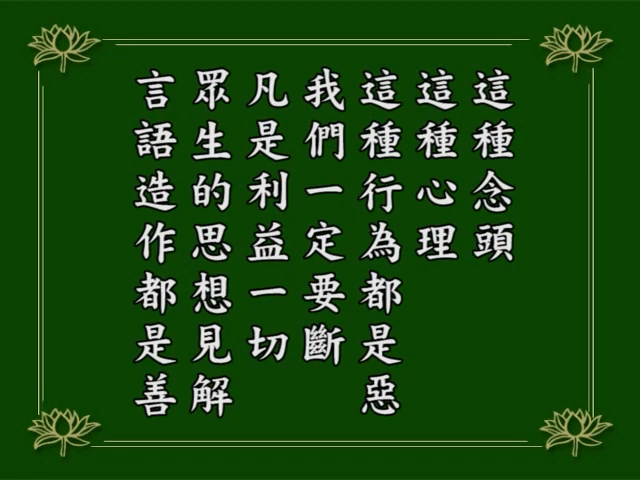 這種念頭
這種心理
這種行為都是惡
我們一定要斷
凡是利益一切
眾生的思想見解
言語造作都是善